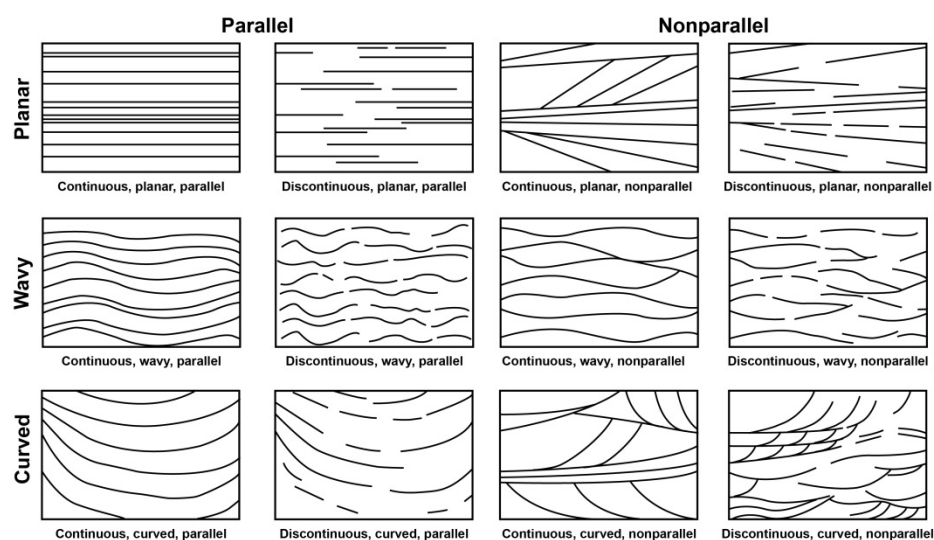 Parallel
Nonparallel
Planar
Continuous, planar, parallel
Discontinuous, planar, parallel
Continuous, planar, nonparallel
Discontinuous, planar, nonparallel
Wavy
Continuous, wavy, parallel
Discontinuous, wavy, parallel
Continuous, wavy, nonparallel
Discontinuous, wavy, nonparallel
Curved
Continuous, curved, parallel
Discontinuous, curved, parallel
Continuous, curved, nonparallel
Discontinuous, curved, nonparallel